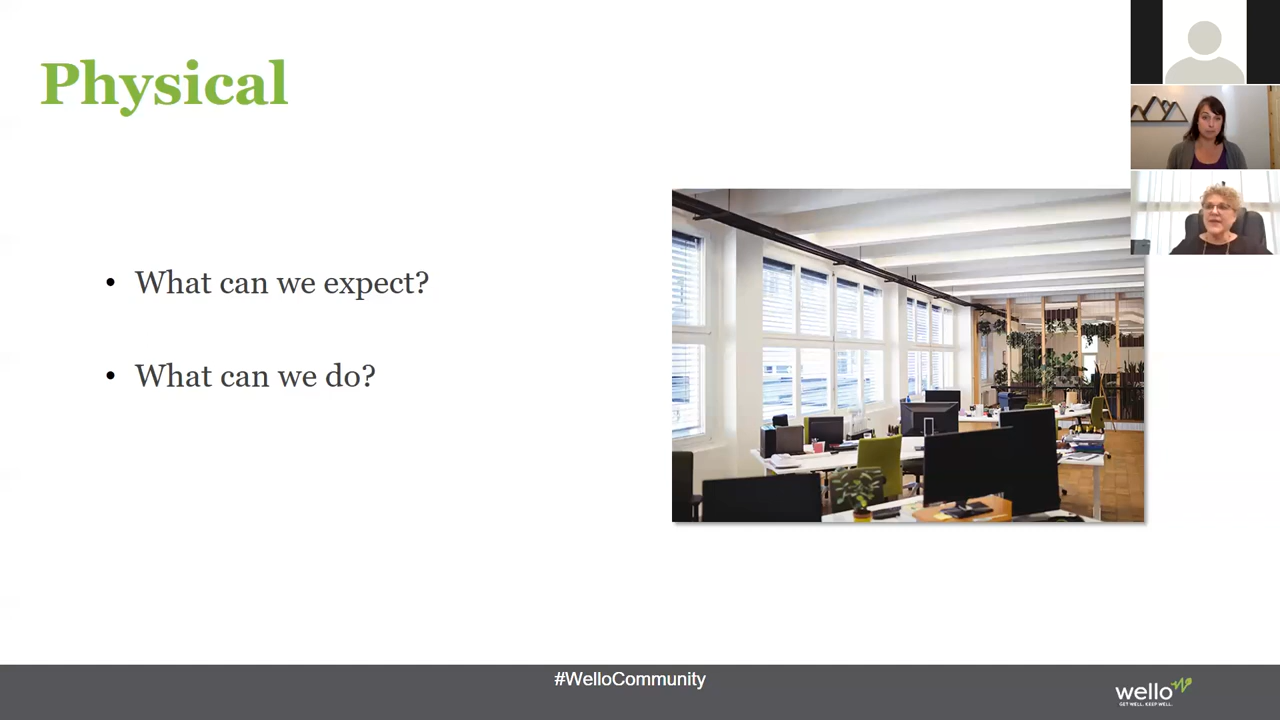 Physical
• What can we expect?
• What can we do?
#WelloCommunity
wello
GET WELL. KEEP WELL.